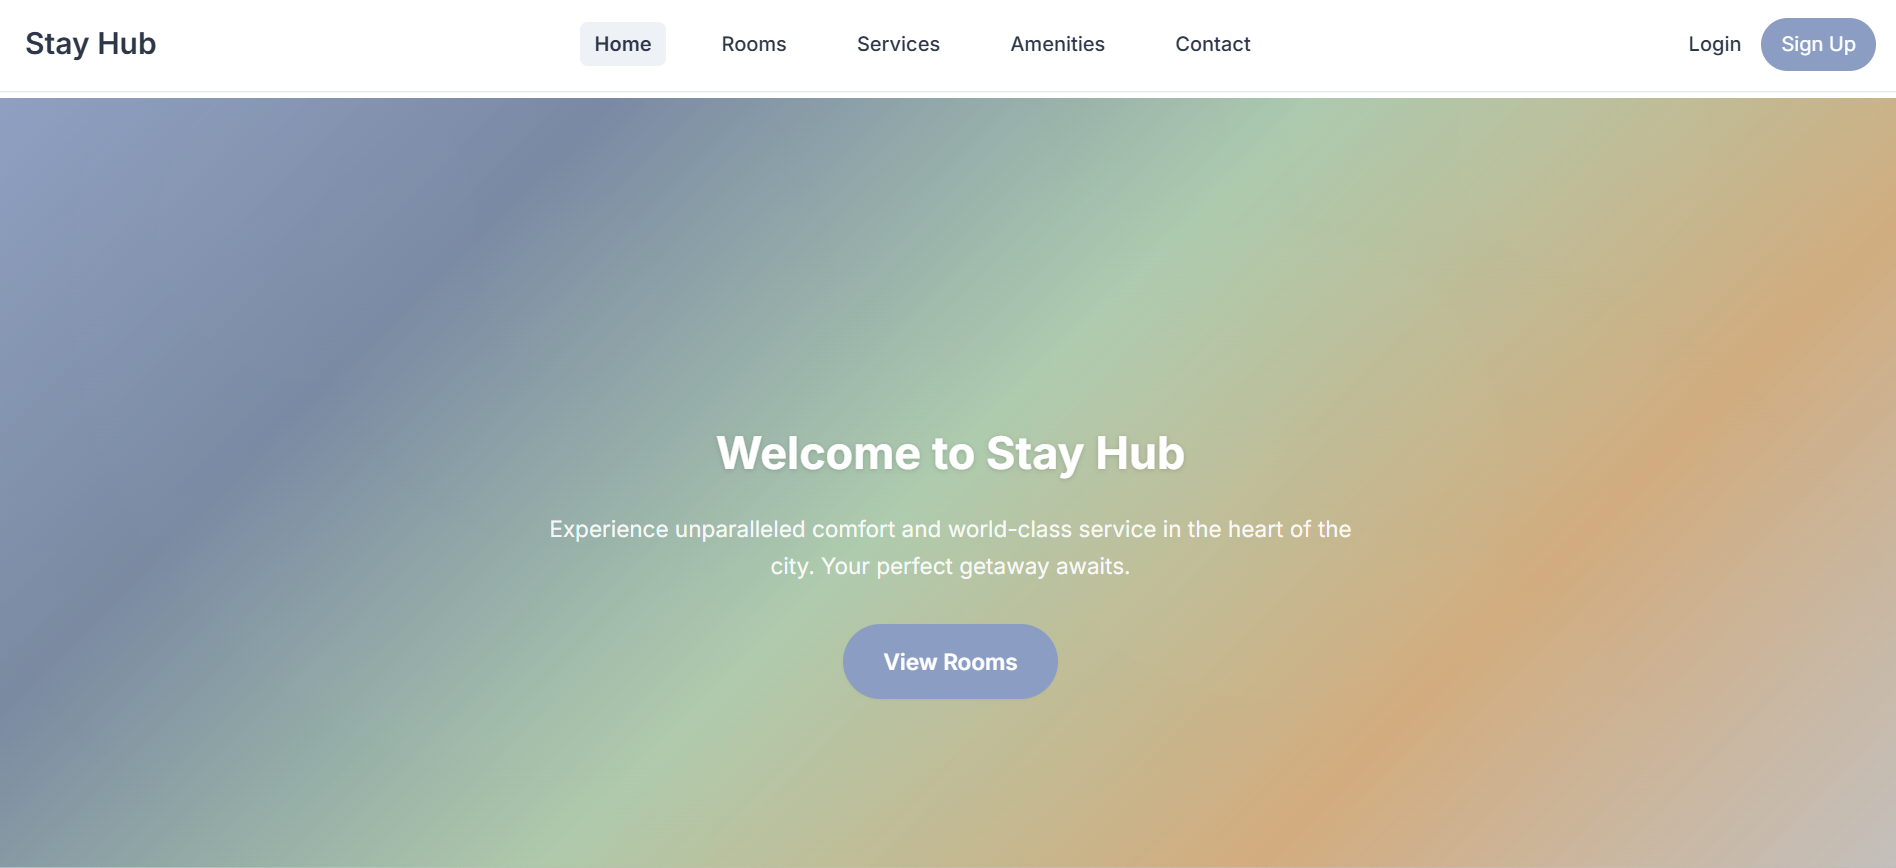 Stay Hub
Home
Rooms
Services
Amenities
Contact
Login
Sign Up
Welcome to Stay Hub
Experience unparalleled comfort and world-class service in the heart of the
city. Your perfect getaway awaits.
View Rooms